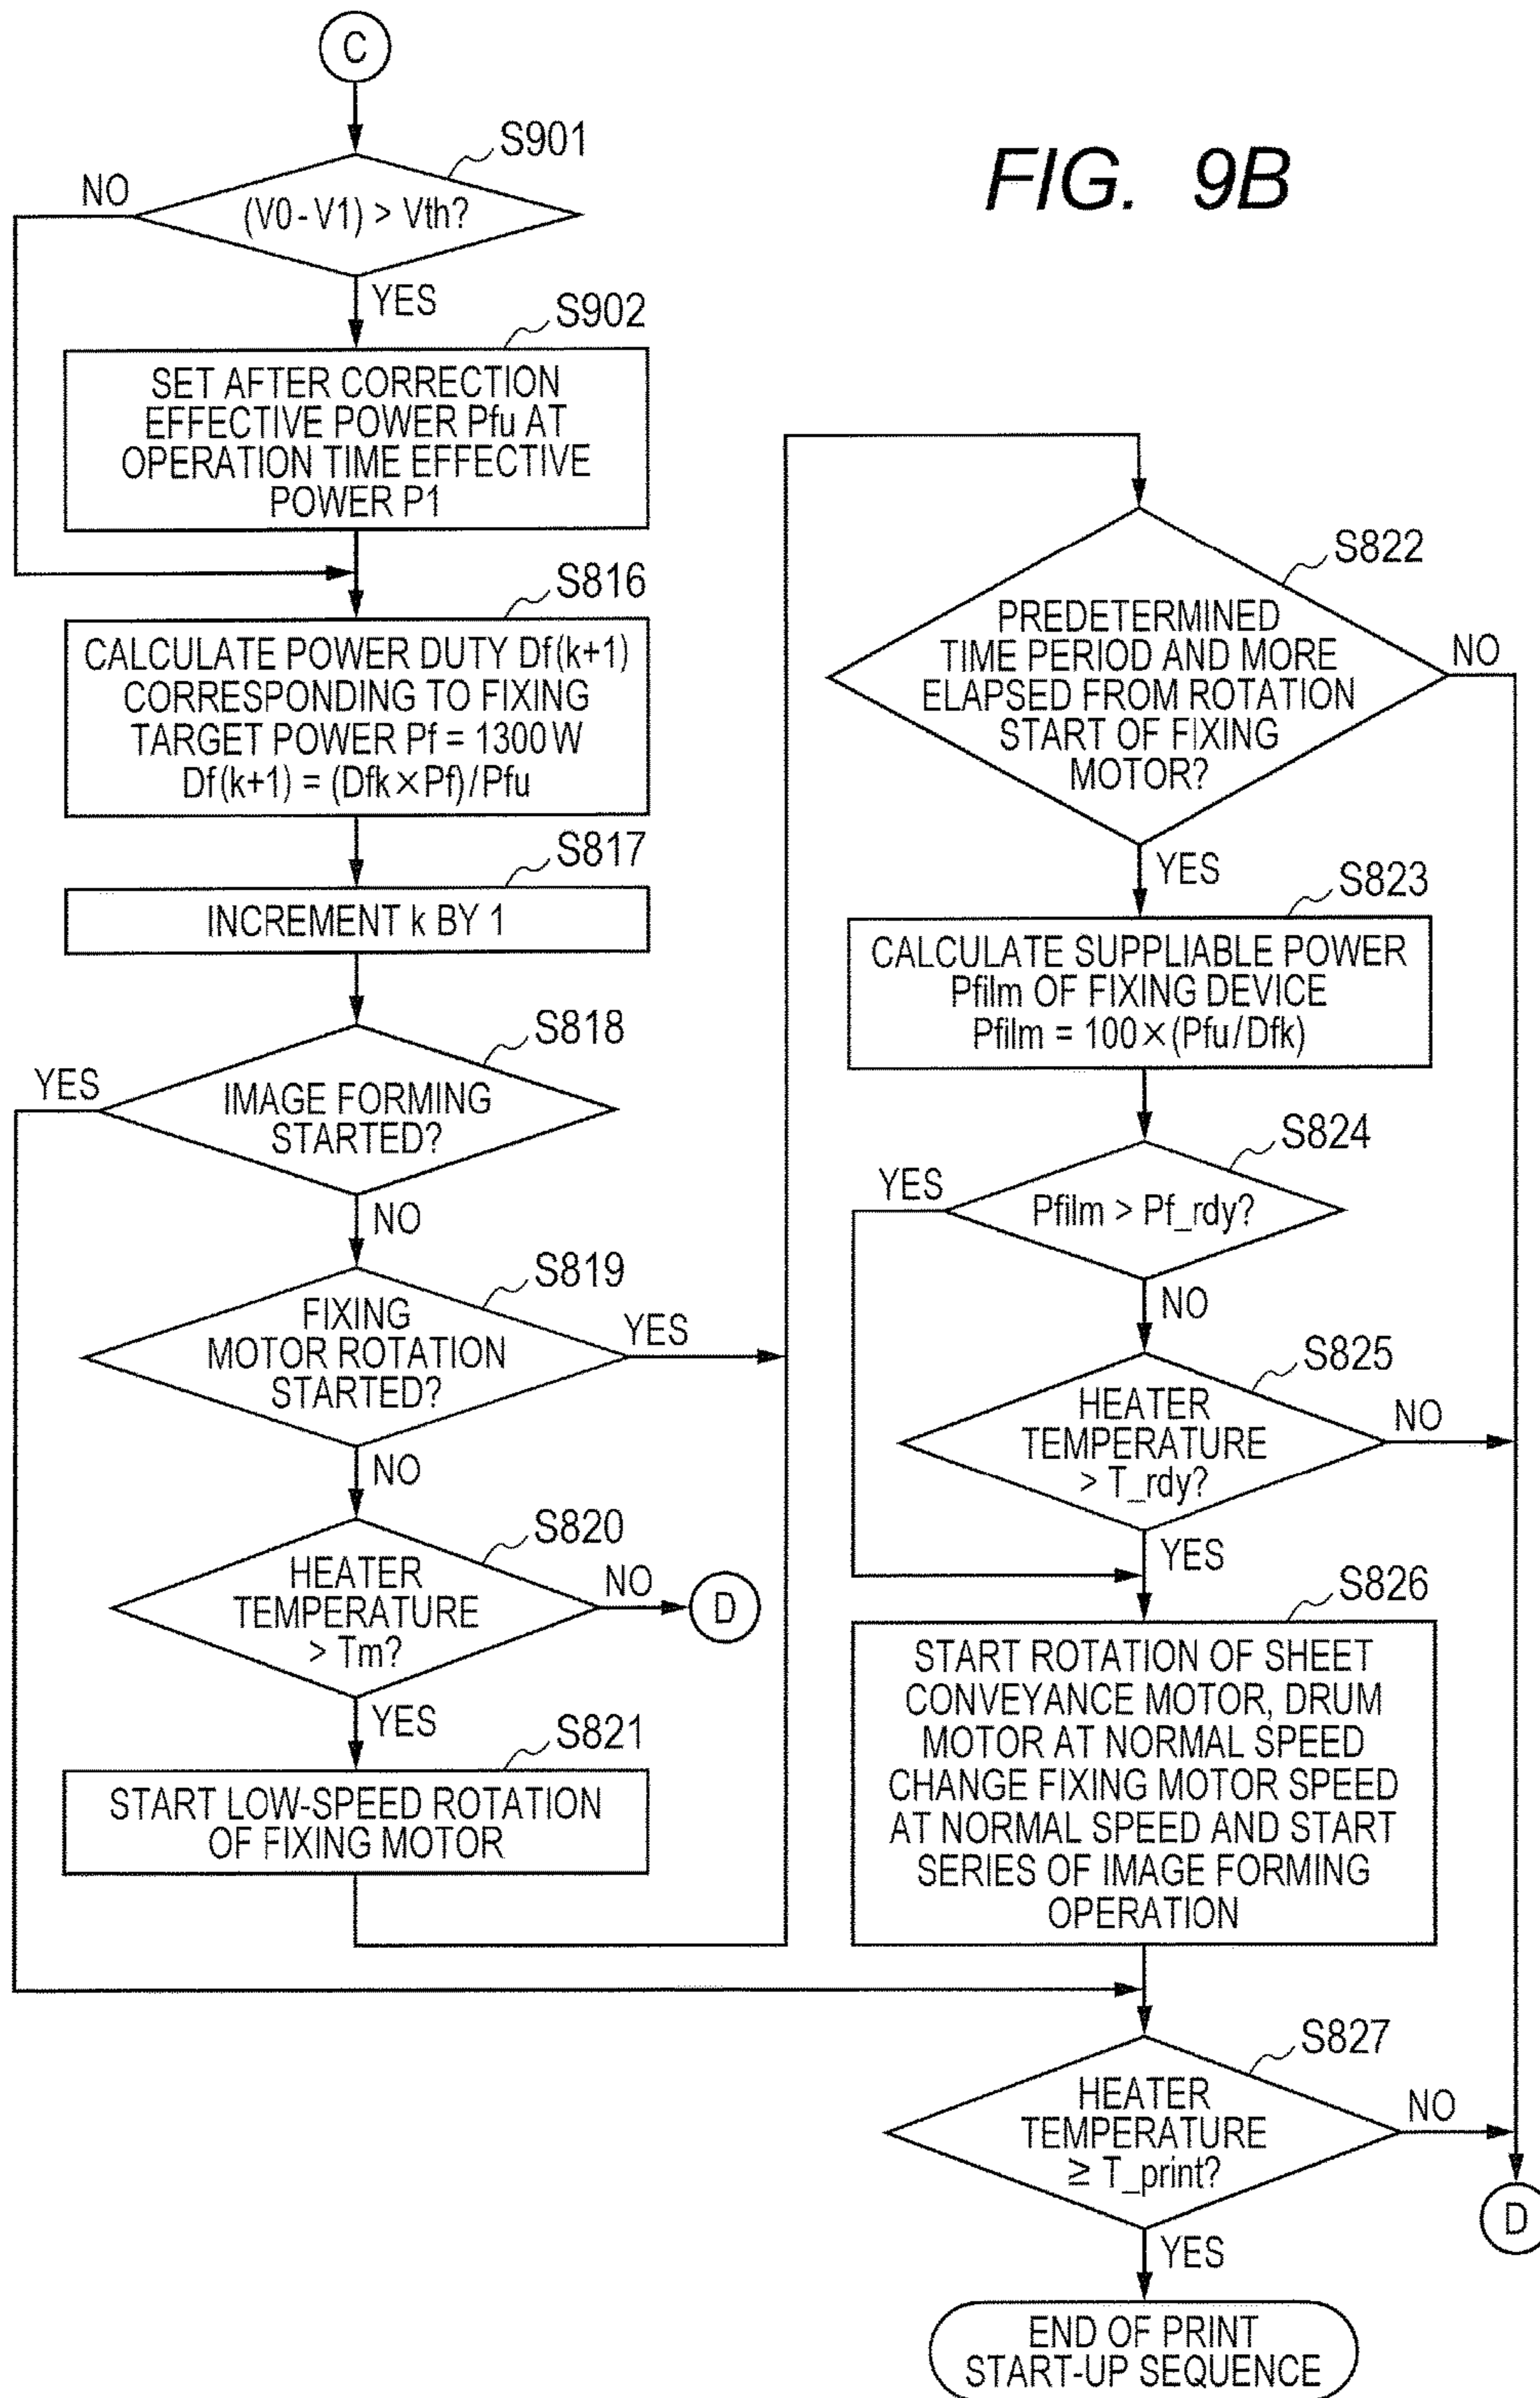 FIG. 9B
C
S901
(V0-V1) > Vth?
NO
YES
S902
SET AFTER CORRECTION
EFFECTIVE POWER Pfu AT
OPERATION TIME EFFECTIVE
POWER P1
S816
CALCULATE POWER DUTY Df(k+1)
CORRESPONDING TO FIXING
TARGET POWER Pf = 1300W
Df(k+1) = (Dfk×Pf)/Pfu
S817
INCREMENT k BY 1
S818
YES
IMAGE FORMING
STARTED?
NO
S819
FIXING
MOTOR ROTATION
STARTED?
YES
NO
S820
HEATER
TEMPERATURE
> Tm?
NO
D
YES
S821
START LOW-SPEED ROTATION
OF FIXING MOTOR
S822
PREDETERMINED
TIME PERIOD AND MORE
ELAPSED FROM ROTATION
START OF FIXING
MOTOR?
NO
YES
S823
CALCULATE SUPPLIABLE POWER
Pfilm OF FIXING DEVICE
Pfilm = 100×(Pfu/Dfk)
S824
YES
Pfilm > Pf_rdy?
NO
S825
HEATER
TEMPERATURE
> T_rdy?
NO
YES
S826
START ROTATION OF SHEET
CONVEYANCE MOTOR, DRUM
MOTOR AT NORMAL SPEED
CHANGE FIXING MOTOR SPEED
AT NORMAL SPEED AND START
SERIES OF IMAGE FORMING
OPERATION
S827
HEATER
TEMPERATURE
≥ T_print?
NO
D
YES
END OF PRINT
START-UP SEQUENCE